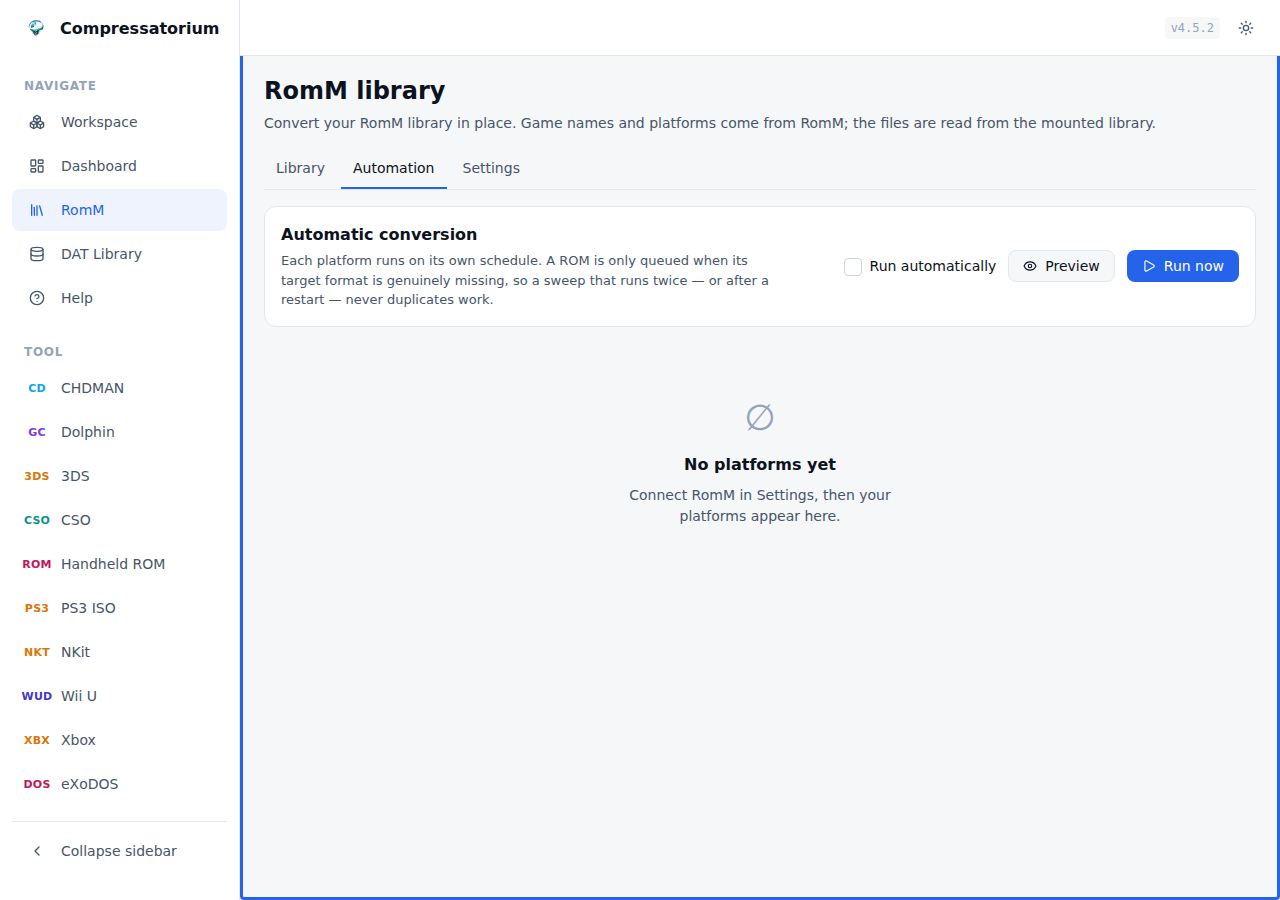 Compressatorium
v4.5.2
NAVIGATE
Workspace
Dashboard
RomM
DAT Library
Help
TOOL
CD CHDMAN
GC Dolphin
3DS 3DS
CSO CSO
ROM Handheld ROM
PS3 PS3 ISO
NKT NKit
WUD Wii U
XBX Xbox
DOS eXoDOS
Collapse sidebar
RomM library
Convert your RomM library in place. Game names and platforms come from RomM; the files are read from the mounted library.
Library Automation Settings
Automatic conversion
Each platform runs on its own schedule. A ROM is only queued when its
target format is genuinely missing, so a sweep that runs twice — or after a
restart — never duplicates work.
Run automatically Preview Run now
No platforms yet
Connect RomM in Settings, then your
platforms appear here.